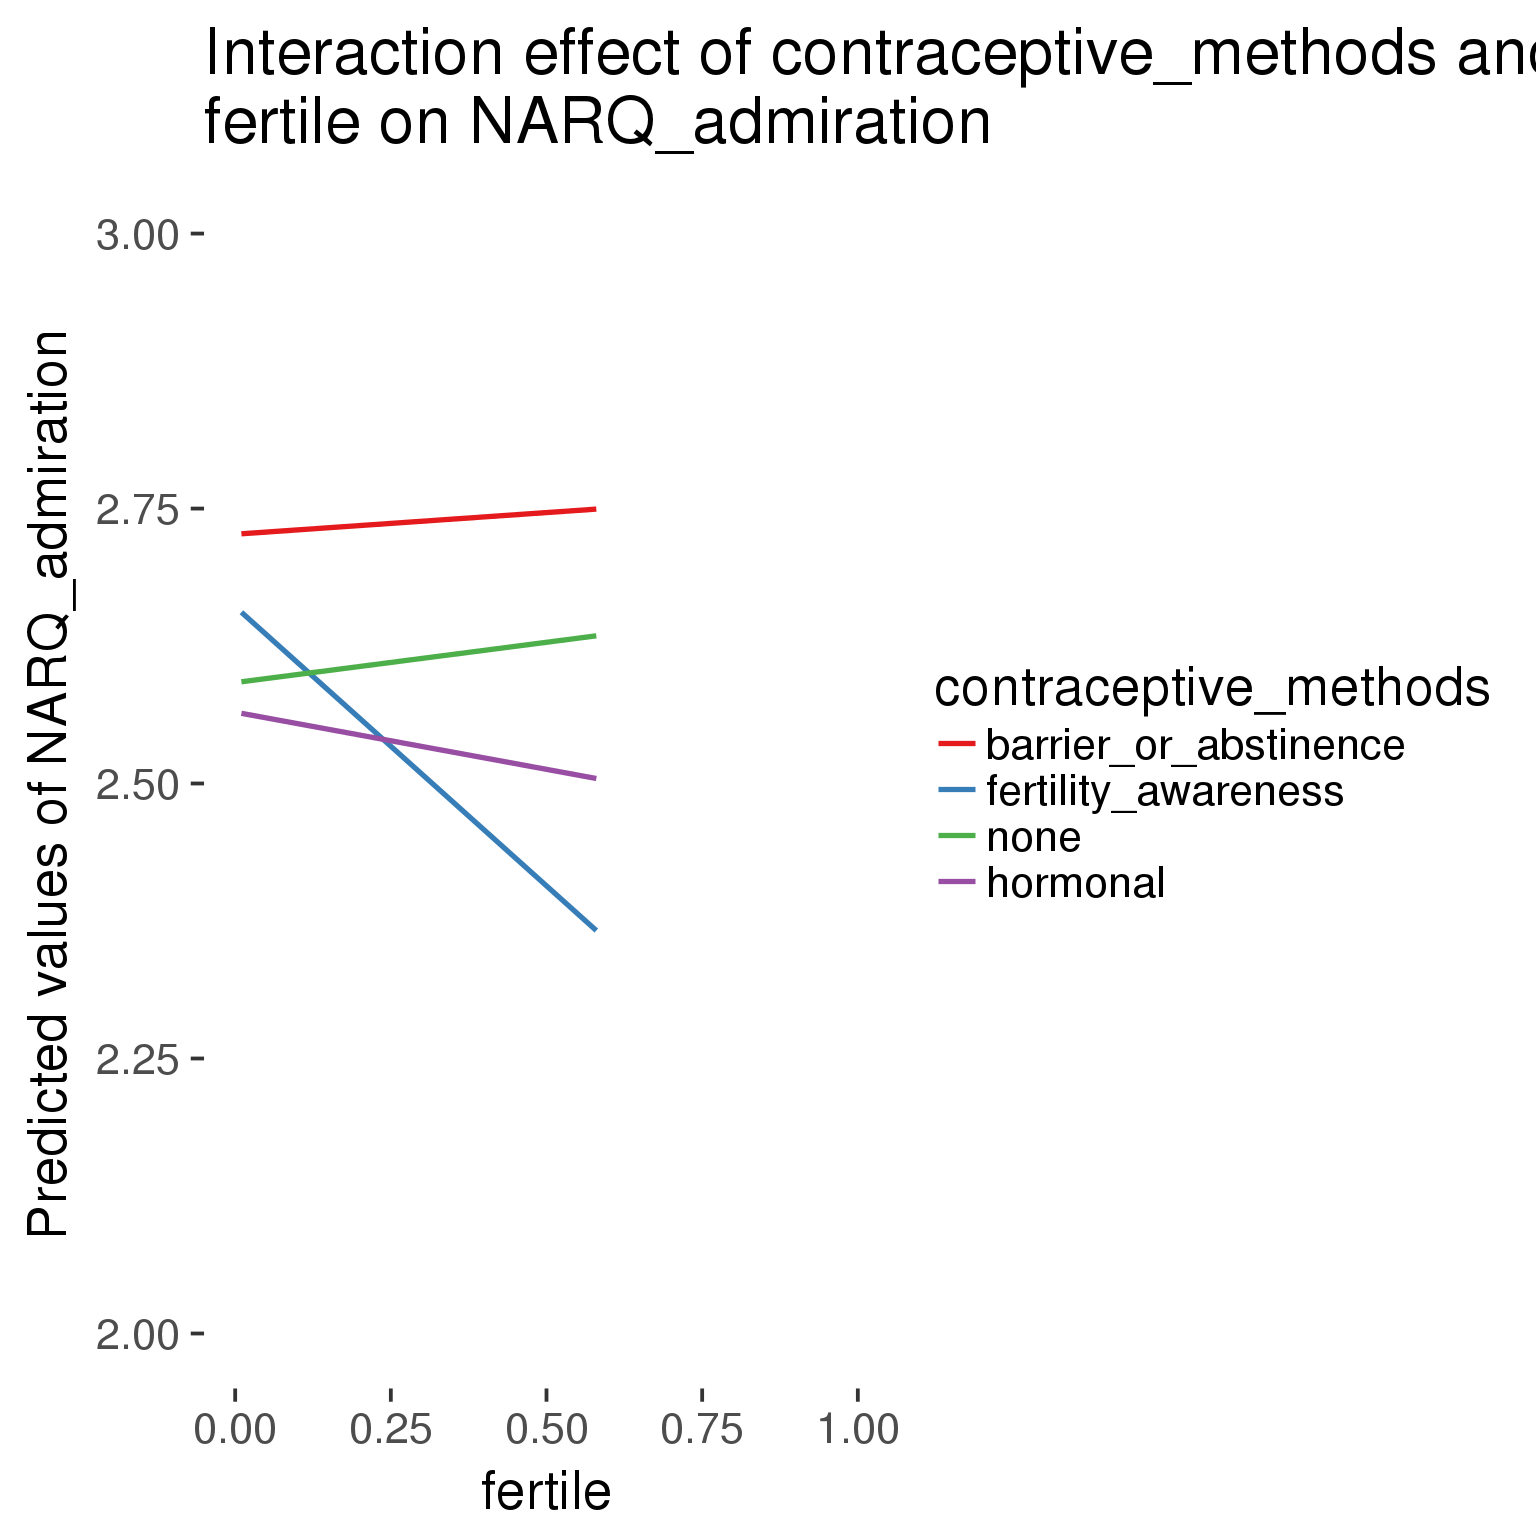 Interaction effect of contraceptive_methods and
fertile on NARQ_admiration
Predicted values of NARQ_admiration
3.00
2.75
2.50
2.25
2.00
0.00 0.25 0.50 0.75 1.00
fertile
contraceptive_methods
barrier_or_abstinence
fertility_awareness
none
hormonal